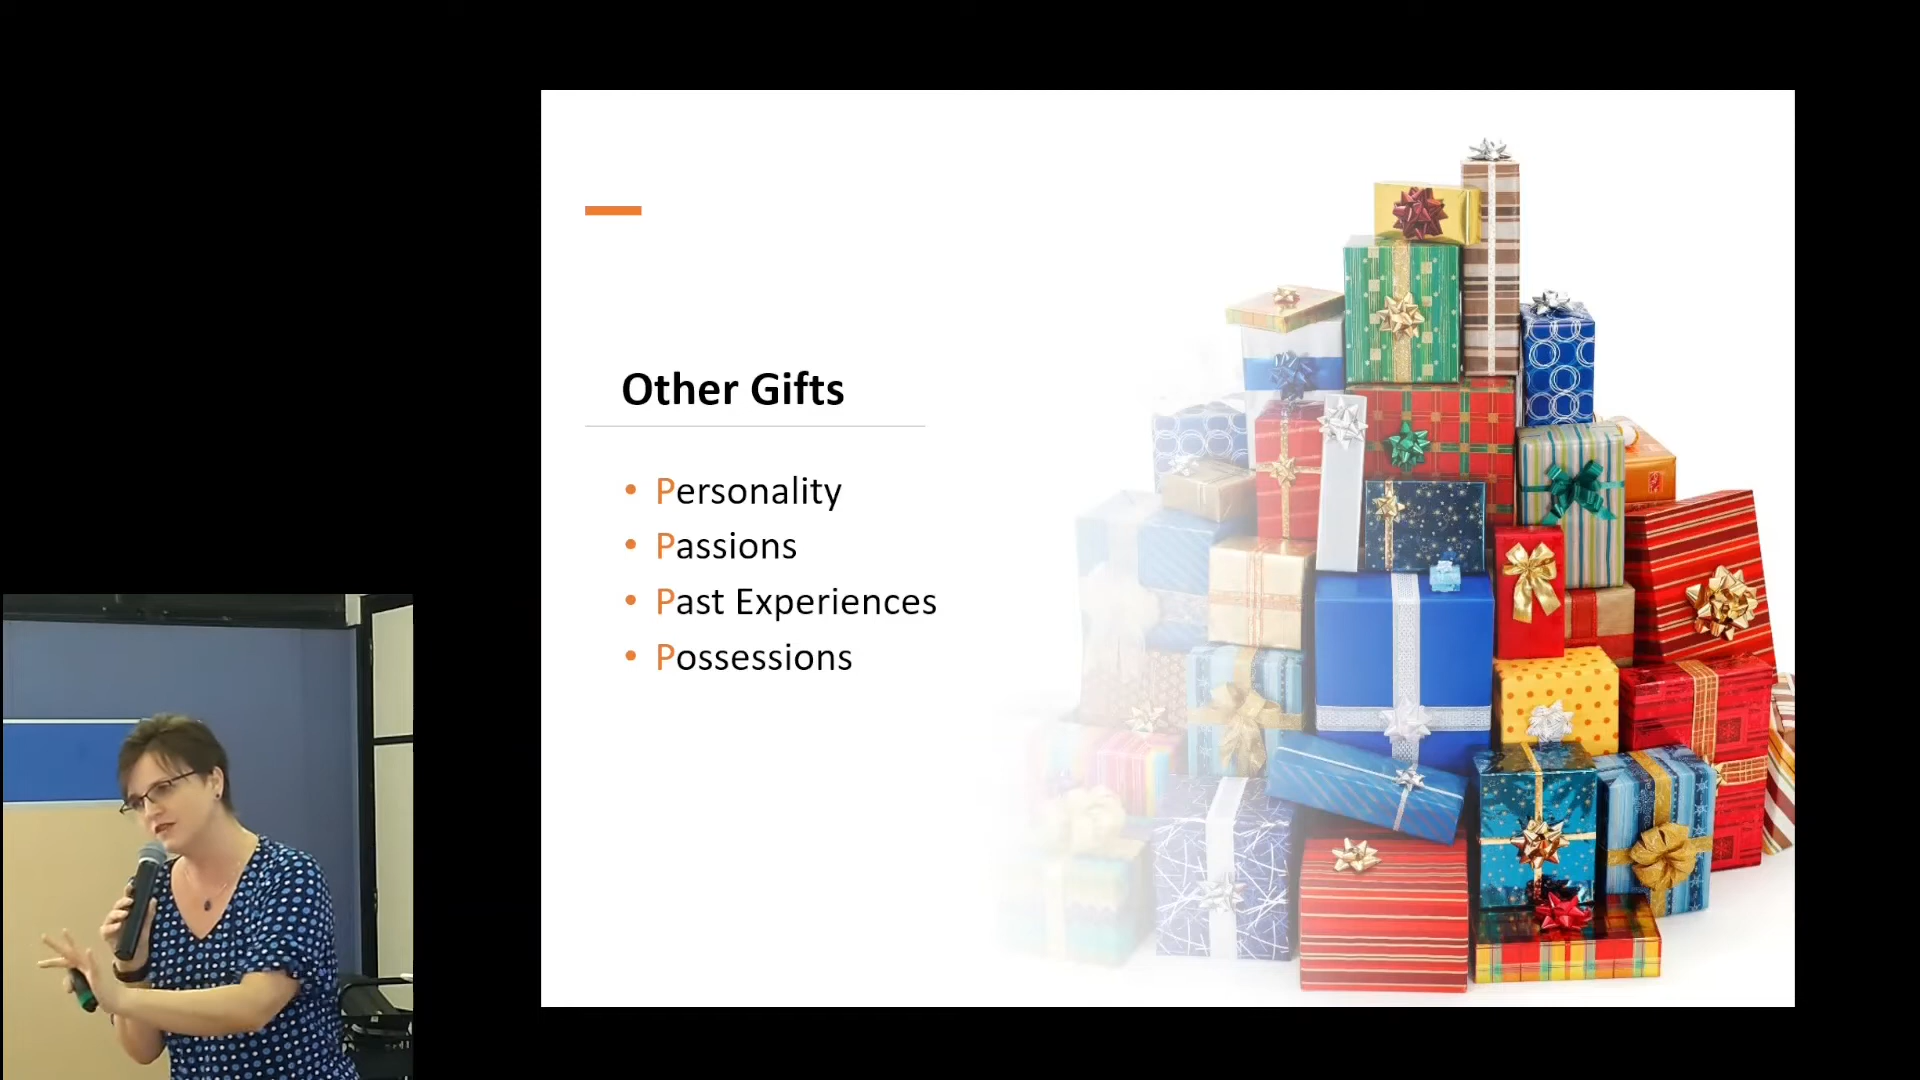 Other Gifts
• Personality
• Passions
• Past Experiences
• Possessions